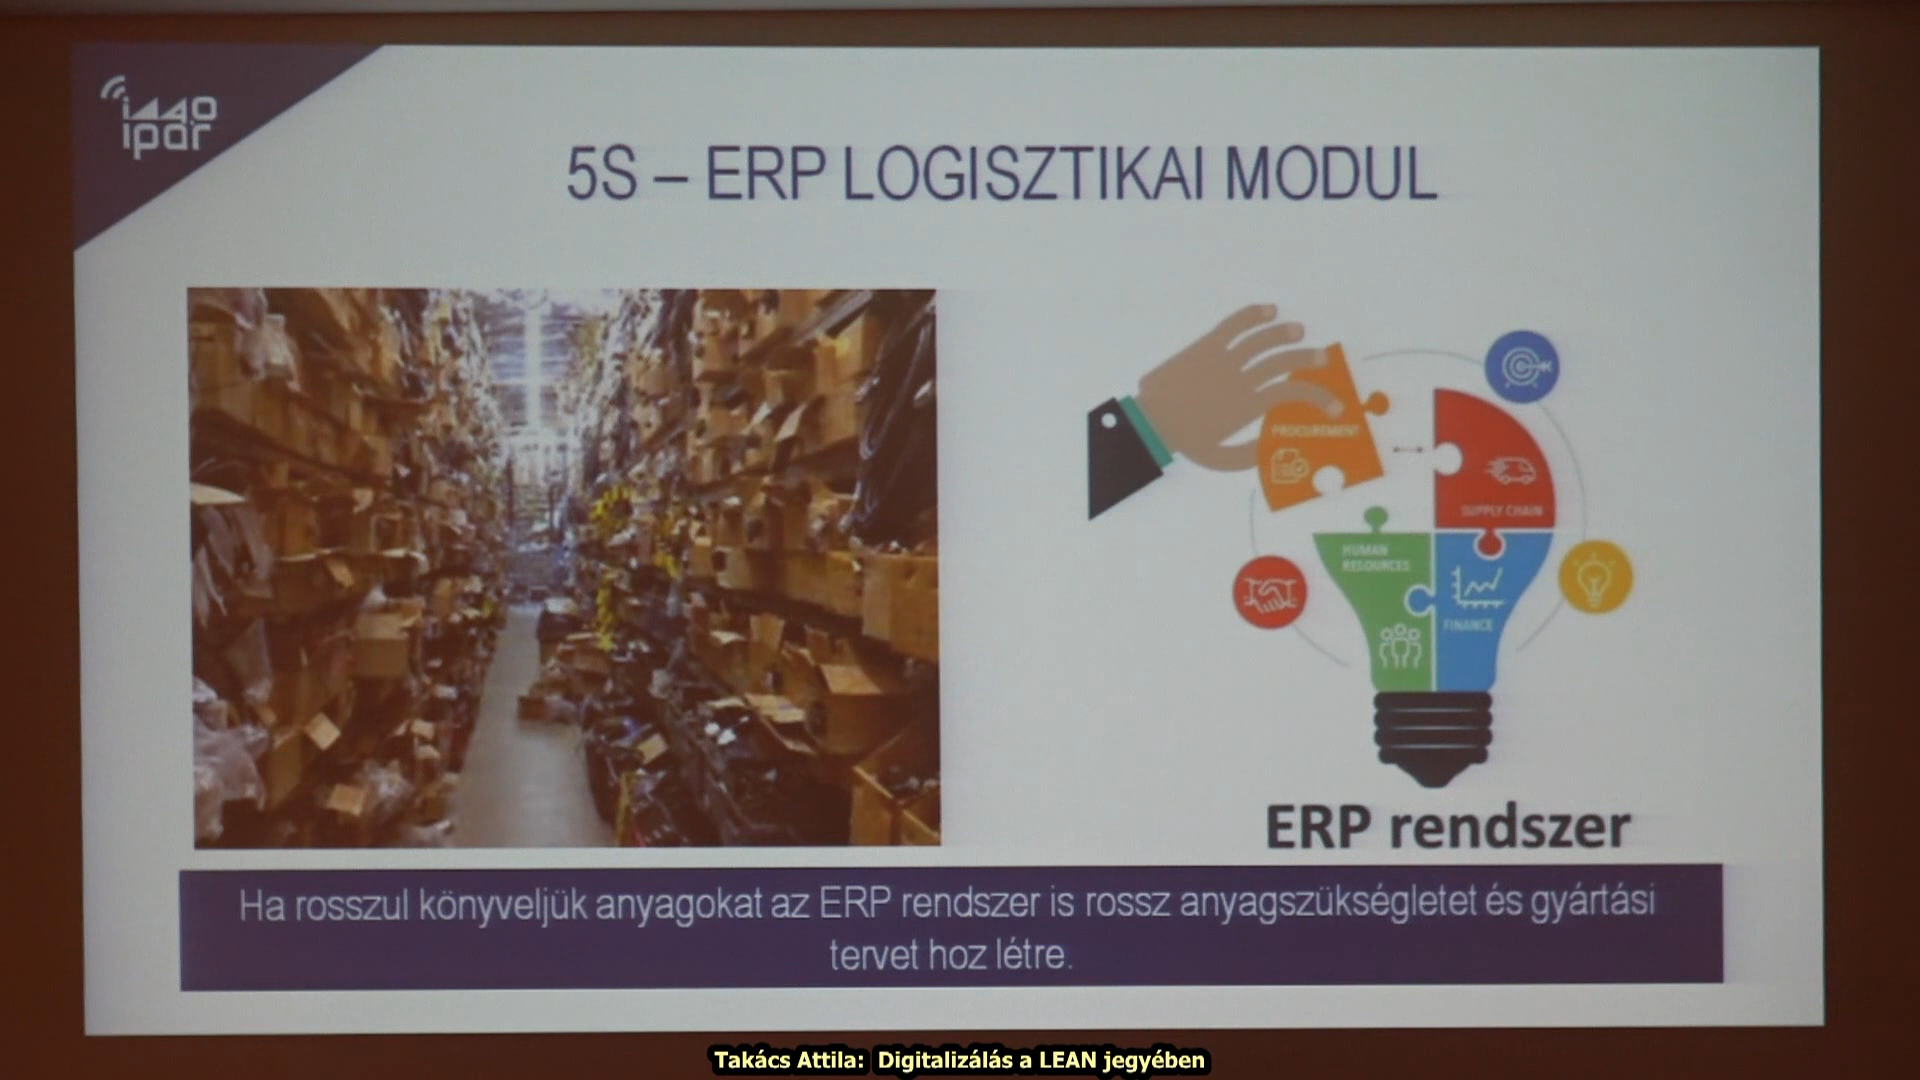 i4.0
ipar
5S – ERP LOGISZTIKAI MODUL
PROCUREMENT
SUPPLY CHAIN
HUMAN
RESOURCES
FINANCE
ERP rendszer
Ha rosszul könyveljük anyagokat az ERP rendszer is rossz anyagszükségletet és gyártási
tervet hoz létre.
Takács Attila: Digitalizálás a LEAN jegyében